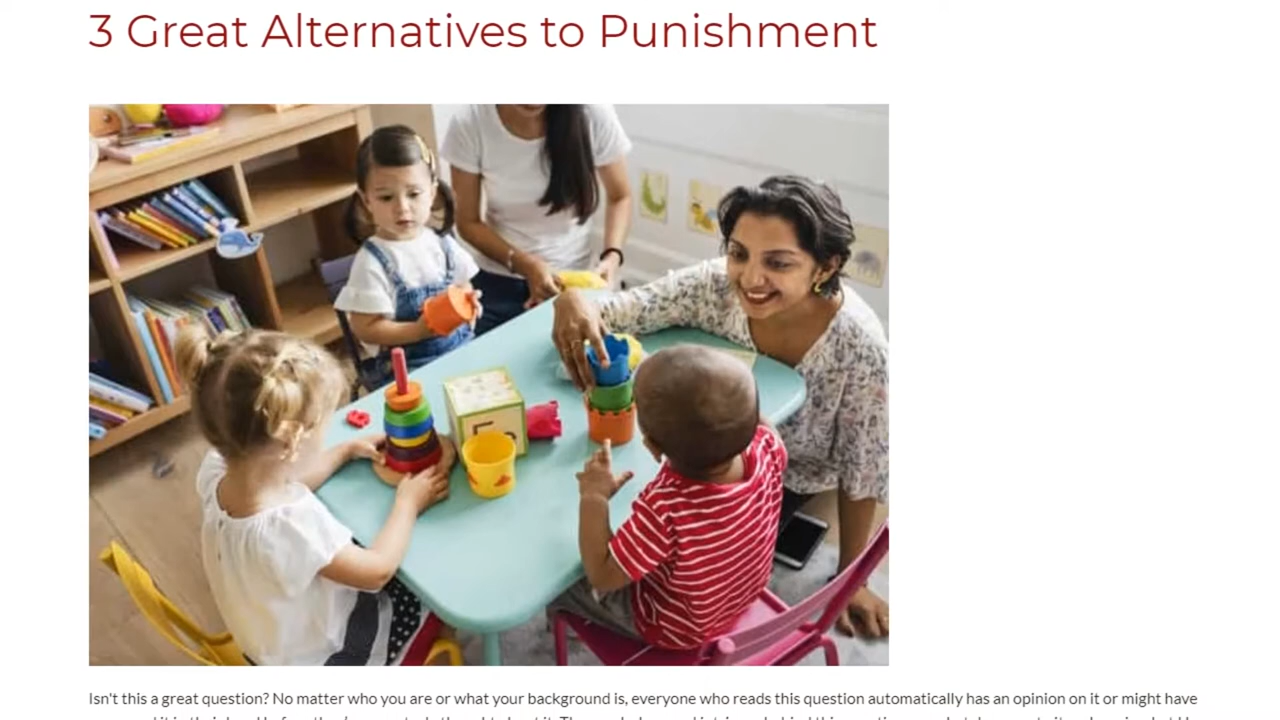 3 Great Alternatives to Punishment
Isn't this a great question? No matter who you are or what your background is, everyone who reads this question automatically has an opinion on it or might have